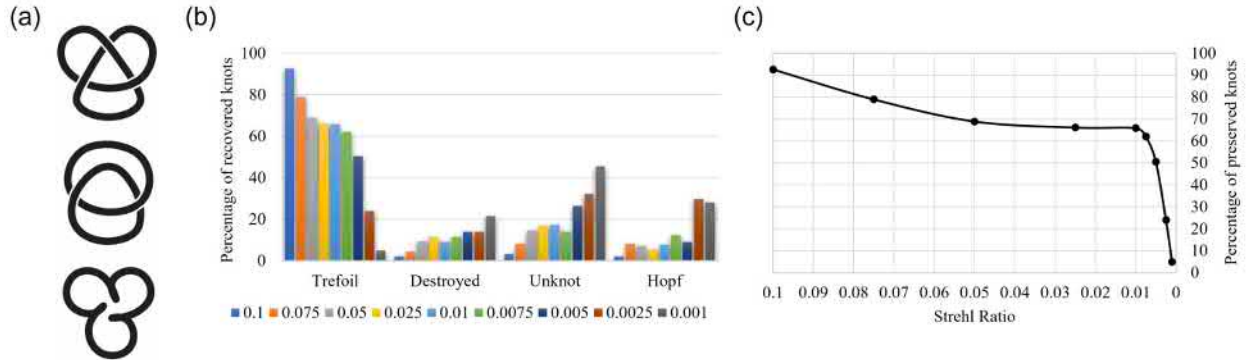 (a)
(b)
Percentage of recovered knots
100
80
60
40
20
0
Trefoil Destroyed Unknot Hopf
0.1 0.075 0.05 0.025 0.01 0.0075 0.005 0.0025 0.001
(c)
100
90
80
70
60
50
40
30
20
10
0
Percentage of preserved knots
0.1 0.09 0.08 0.07 0.06 0.05 0.04 0.03 0.02 0.01 0
Strehl Ratio